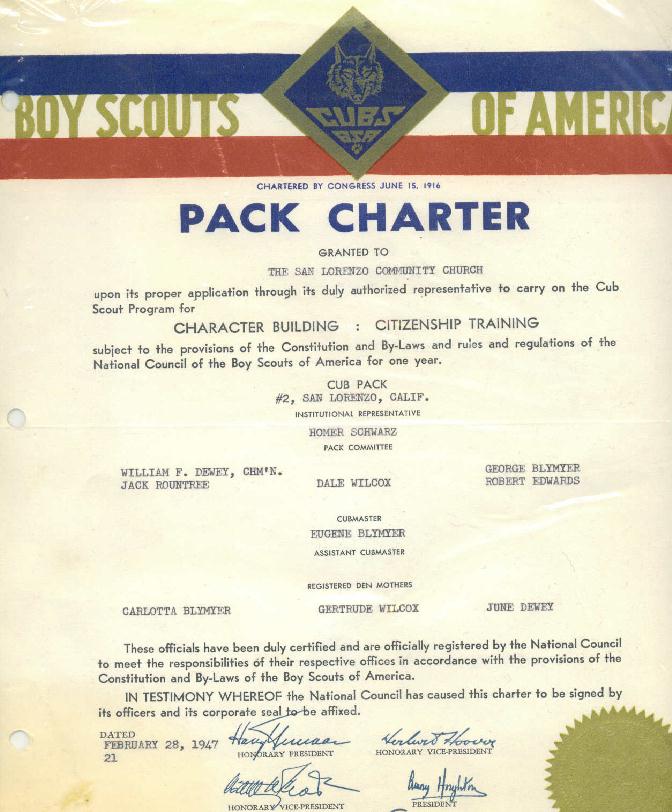 BOY SCOUTS OF AMERICA
CUBS
BSA
CHARTERED BY CONGRESS JUNE 15, 1916
PACK CHARTER
GRANTED TO
THE SAN LORENZO COMMUNITY CHURCH
upon its proper application through its duly authorized representative to carry on the Cub
Scout Program for
CHARACTER BUILDING : CITIZENSHIP TRAINING
subject to the provisions of the Constitution and By-Laws and rules and regulations of the
National Council of the Boy Scouts of America for one year.
CUB PACK
#2, SAN LORENZO, CALIF.
INSTITUTIONAL REPRESENTATIVE
HOMER SCHWARZ
PACK COMMITTEE
WILLIAM F. DEWEY, CHM'N. GEORGE BLYMYER
JACK ROUNTREE DALE WILCOX ROBERT EDWARDS
CUBMASTER
EUGENE BLYMYER
ASSISTANT CUBMASTER
REGISTERED DEN MOTHERS
CARLOTTA BLYMYER GERTRUDE WILCOX JUNE DEWEY
These officials have been duly certified and are officially registered by the National Council
to meet the responsibilities of their respective offices in accordance with the provisions of the
Constitution and By-Laws of the Boy Scouts of America.
IN TESTIMONY WHEREOF the National Council has caused this charter to be signed by
its officers and its corporate seal to be affixed.
DATED
FEBRUARY 28, 1947 Harry Truman Herbert Hoover
21 HONORARY PRESIDENT HONORARY VICE-PRESIDENT
Amory Houghton
HONORARY VICE-PRESIDENT PRESIDENT